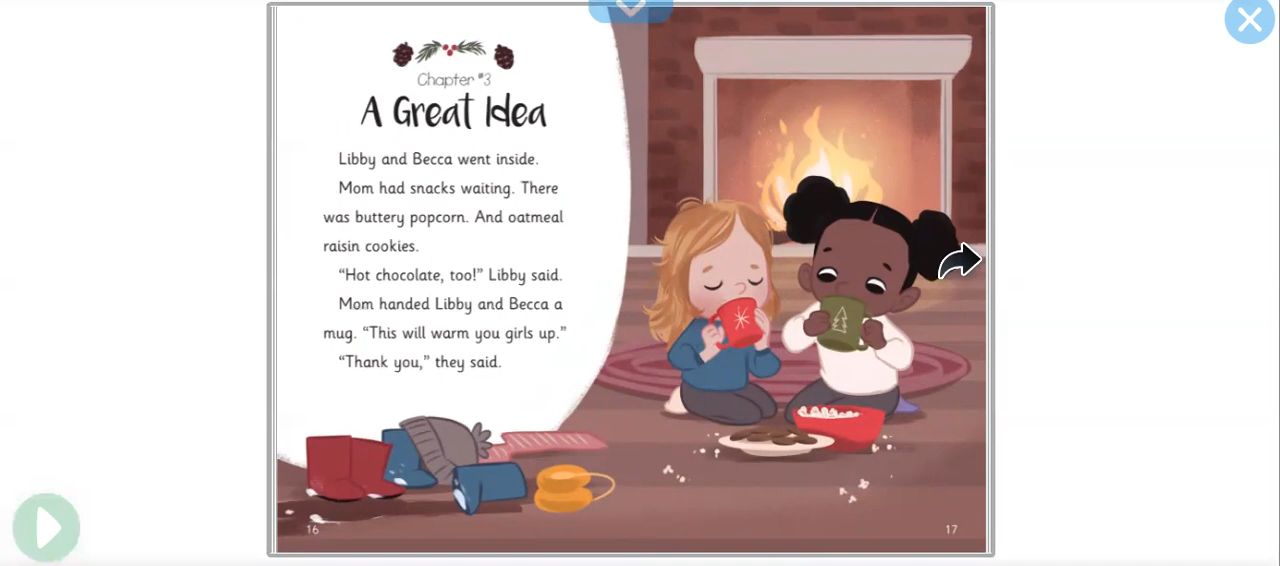 Chapter #3
A Great Idea
Libby and Becca went inside.
Mom had snacks waiting. There
was buttery popcorn. And oatmeal
raisin cookies.
“Hot chocolate, too!” Libby said.
Mom handed Libby and Becca a
mug. “This will warm you girls up.”
“Thank you,” they said.
16
17